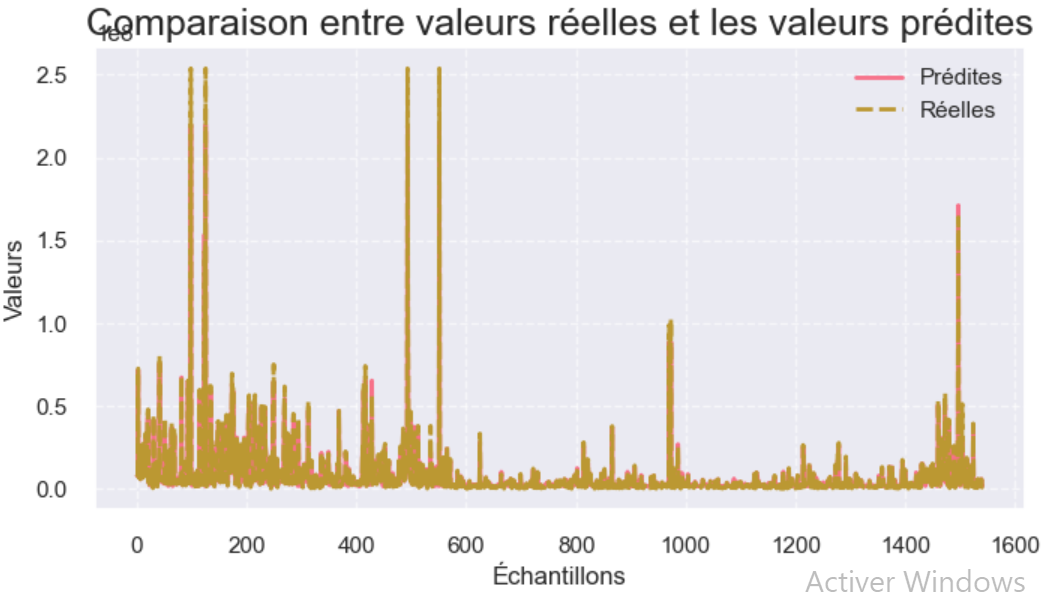 Comparaison entre valeurs réelles et les valeurs prédites
1e8
2.5
2.0
1.5
1.0
0.5
0.0
Valeurs
Prédites
Réelles
0 200 400 600 800 1000 1200 1400 1600
Échantillons
Activer Windows